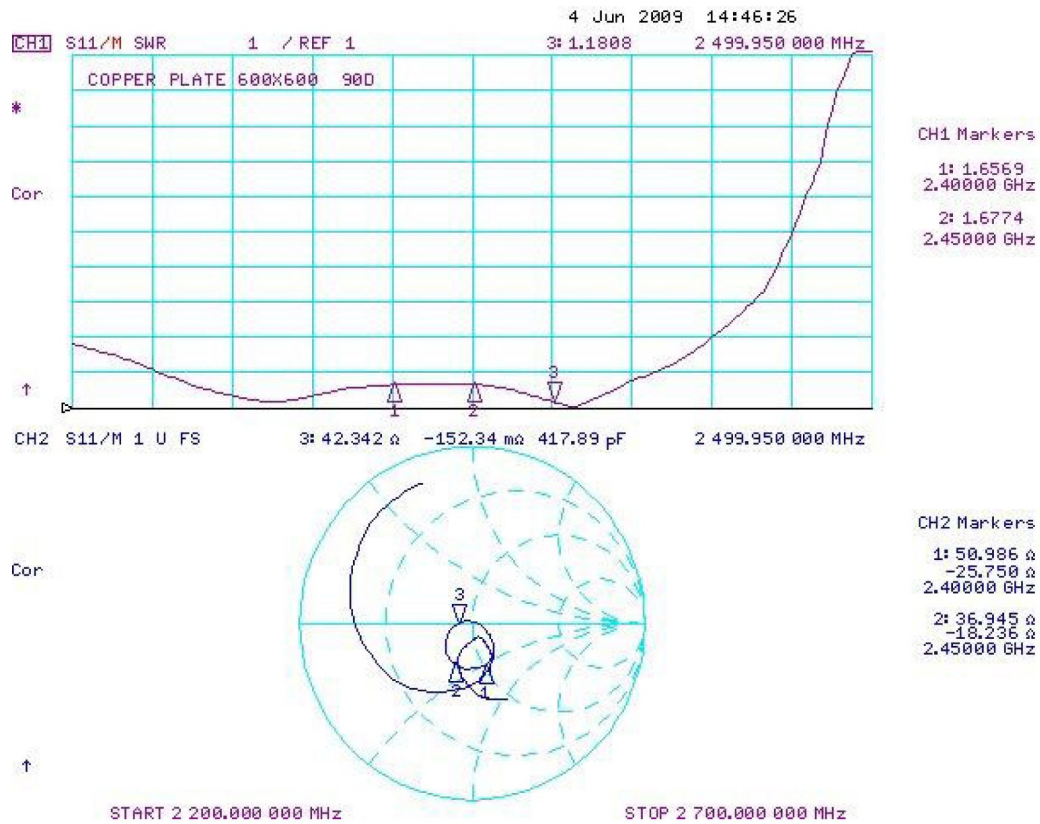 4 Jun 2009 14:46:26
CH1 S11/M SWR 1 / REF 1 3: 1.1808 2 499.950 000 MHz
COPPER PLATE 600X600 90D
*
Cor
CH1 Markers
1: 1.6569
2.40000 GHz
2: 1.6774
2.45000 GHz
3
↑
1 2
CH2 S11/M 1 U FS 3: 42.342 Ω -152.34 mΩ 417.89 pF 2 499.950 000 MHz
Cor
CH2 Markers
1: 50.986 Ω
-25.750 Ω
2.40000 GHz
2: 36.945 Ω
-18.236 Ω
2.45000 GHz
3
2 1
↑
START 2 200.000 000 MHz STOP 2 700.000 000 MHz